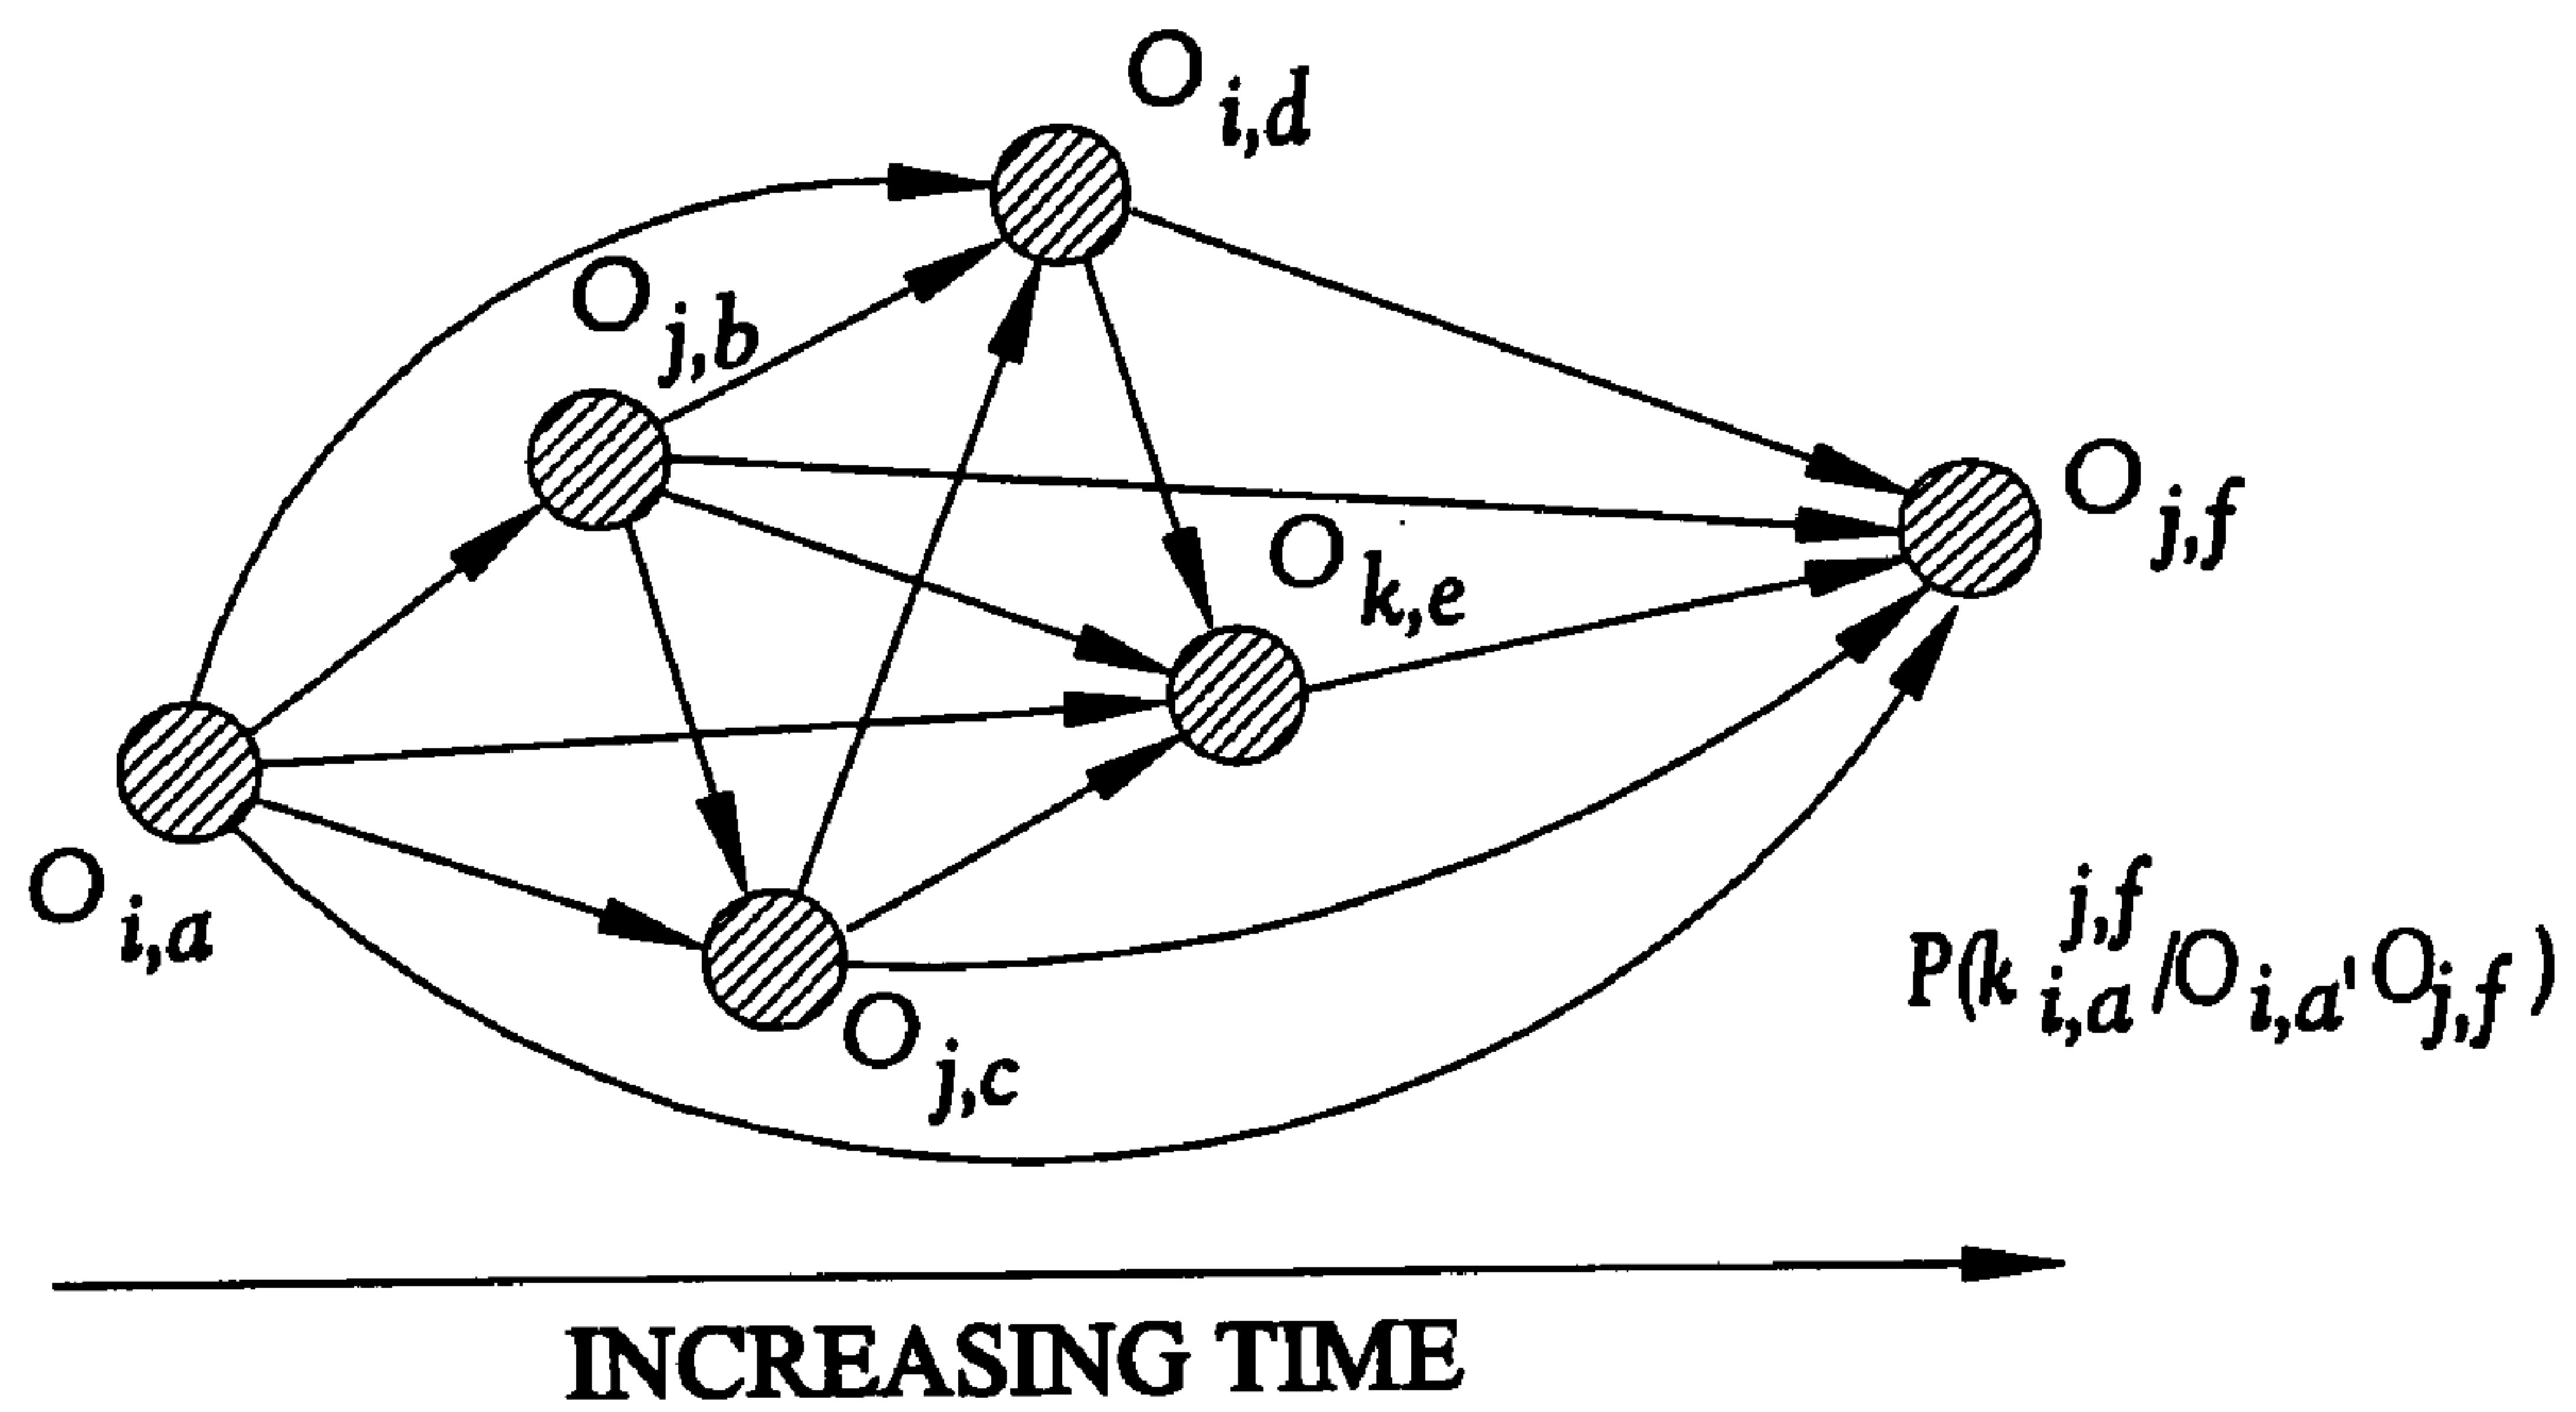 O i,d
O j,b
O j,f
O k,e
O i,a
O j,c
P(k j,f i,a /O i,a' O j,f )
INCREASING TIME